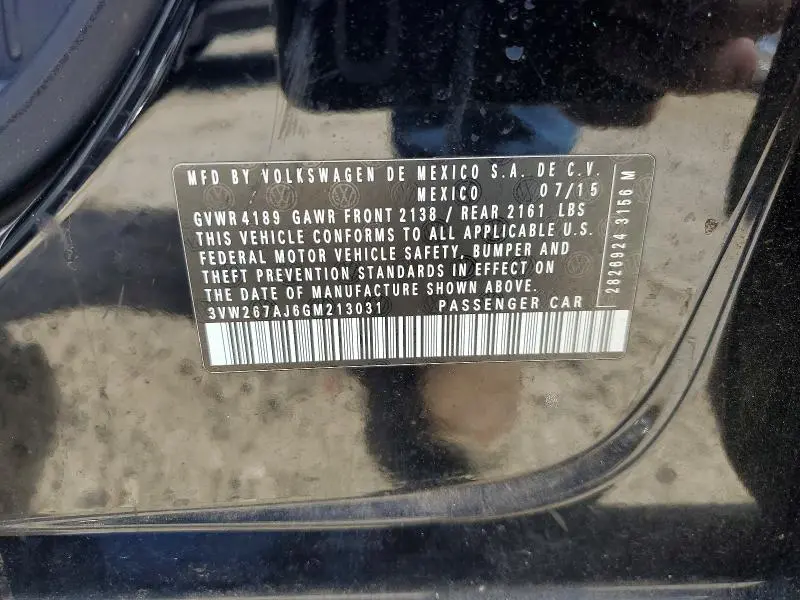 MFD BY VOLKSWAGEN DE MEXICO S.A. DE C.V.
MEXICO 07/15
GVWR 4189 GAWR FRONT 2138 / REAR 2161 LBS
THIS VEHICLE CONFORMS TO ALL APPLICABLE U.S.
FEDERAL MOTOR VEHICLE SAFETY, BUMPER AND
THEFT PREVENTION STANDARDS IN EFFECT ON
THE DATE OF MANUFACTURE SHOWN ABOVE.
3VW267AJ6GM213031 PASSENGER CAR
2826924 3156 M